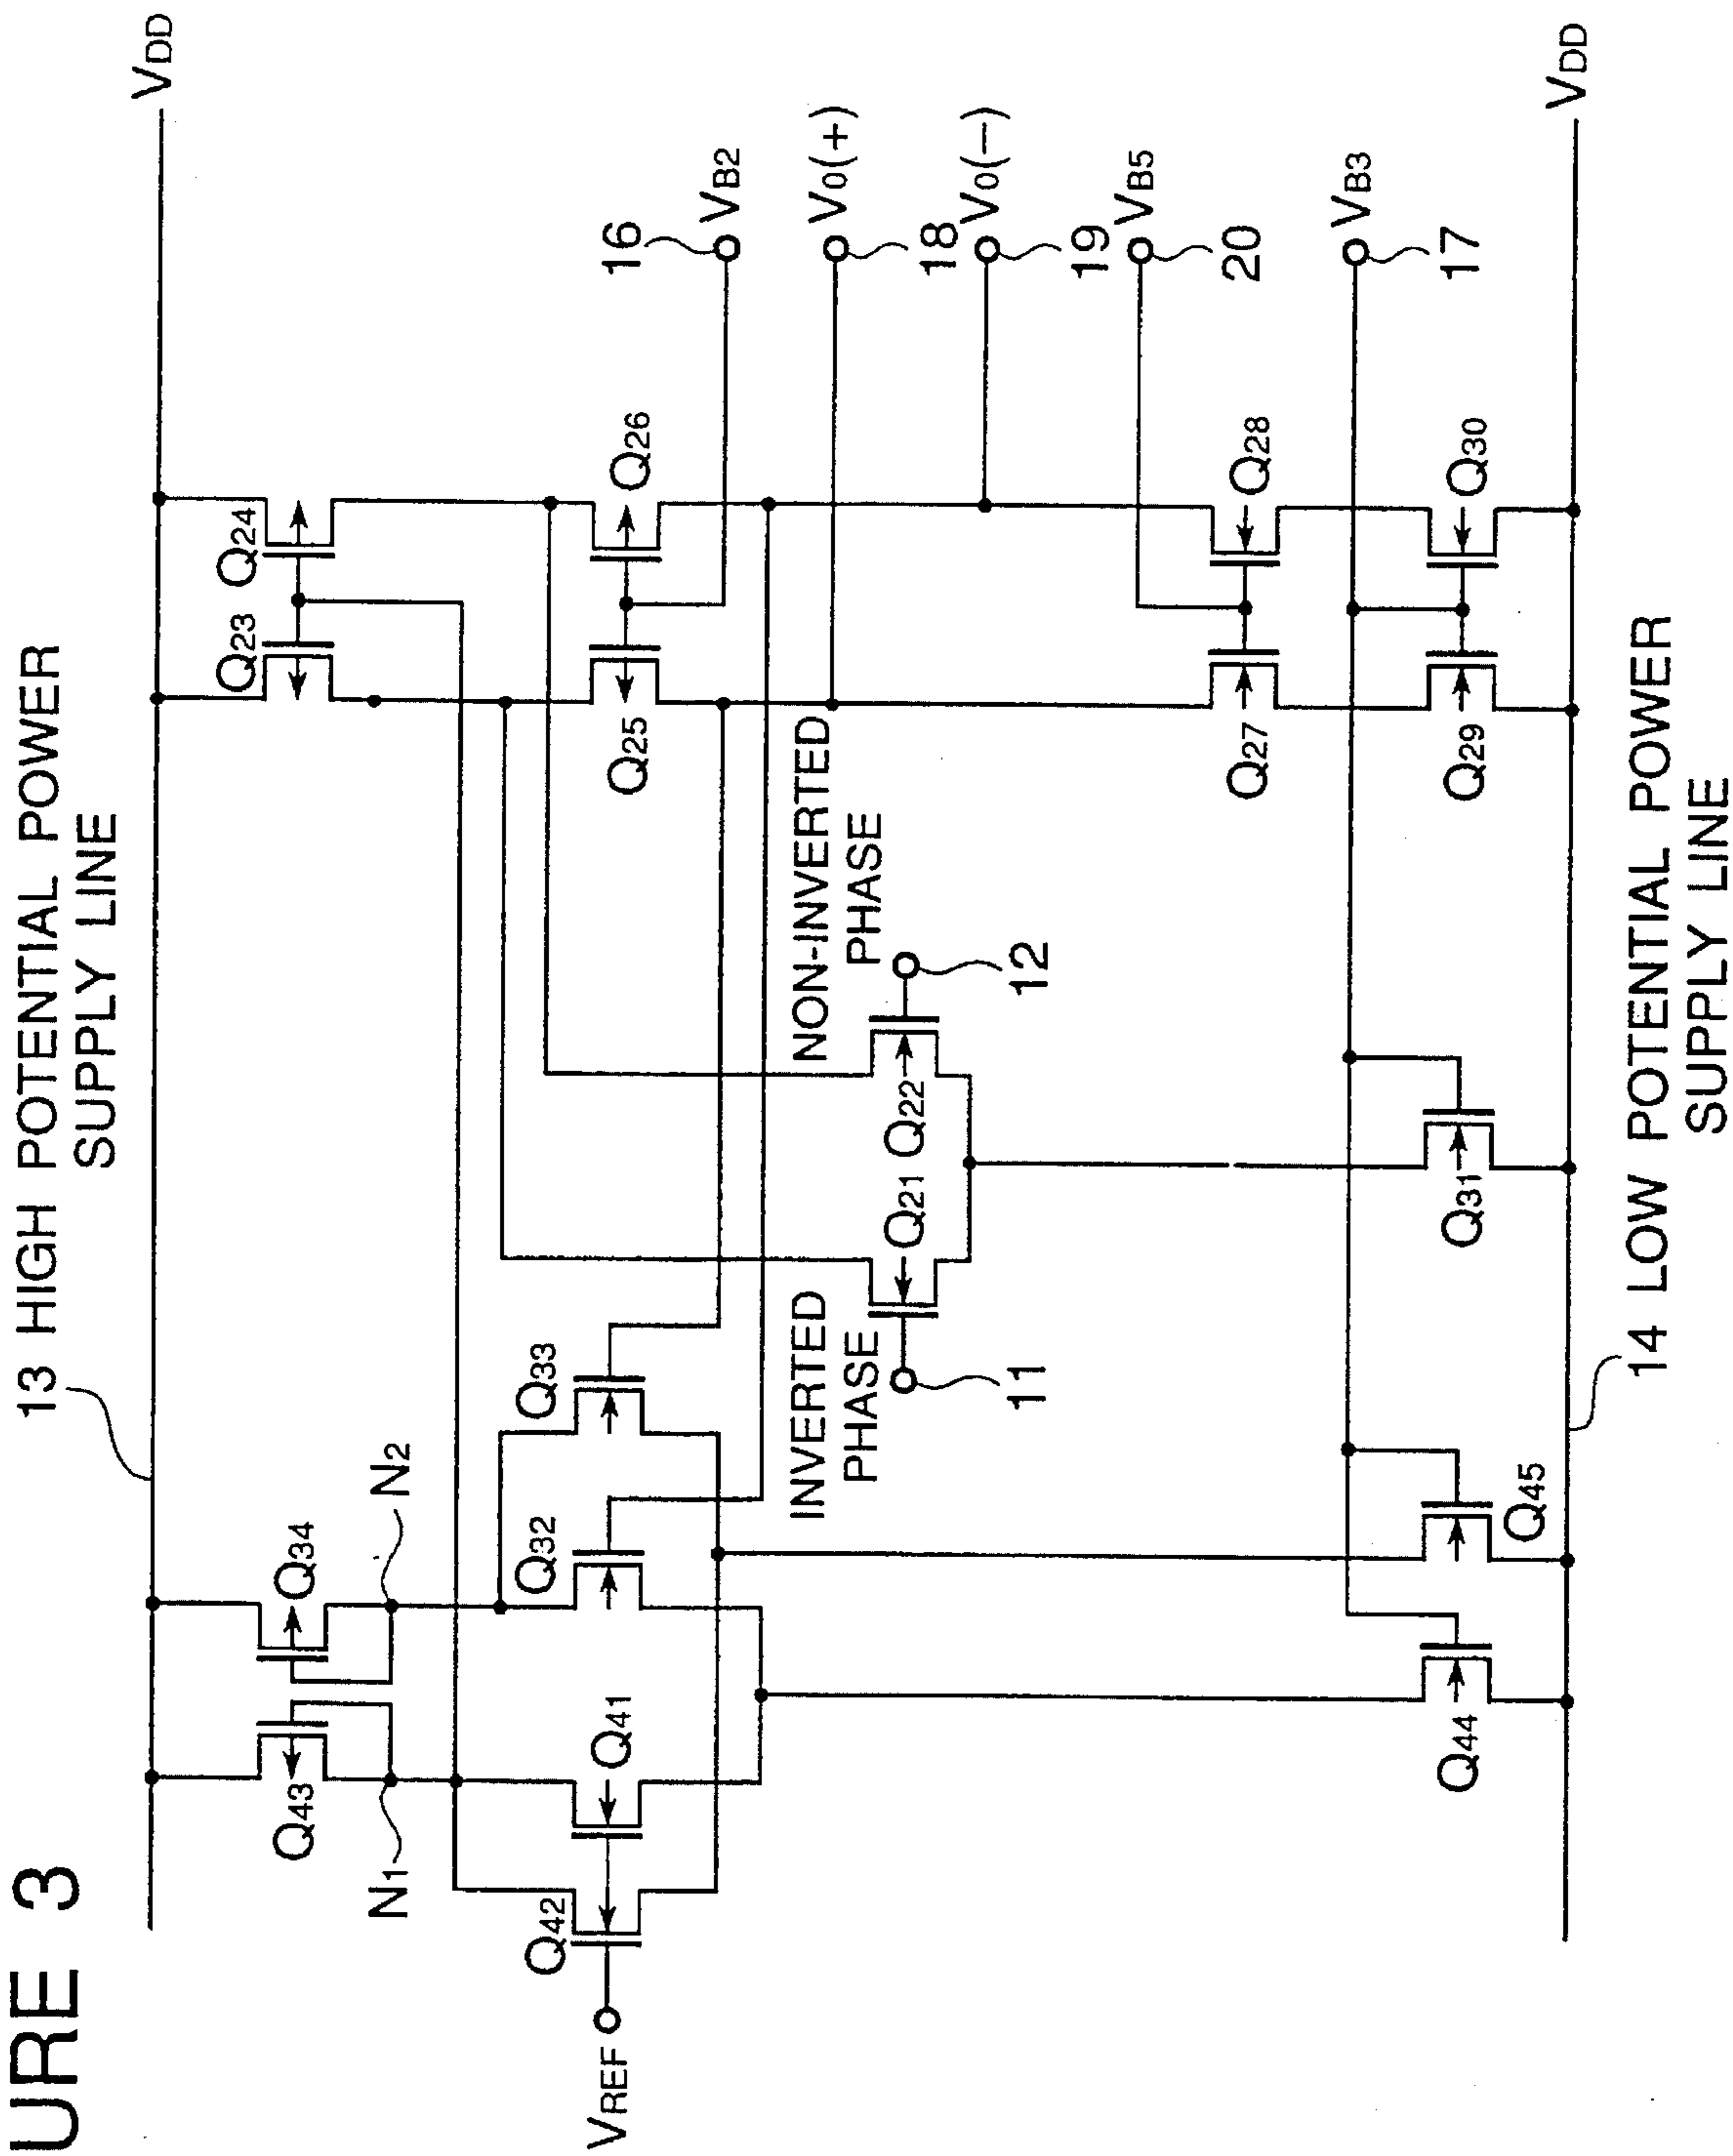 URE 3
13 HIGH POTENTIAL POWER
SUPPLY LINE
VDD
Q43
Q34
Q23
Q24
N1
N2
Q42
Q41
Q32
Q33
Q25
Q26
VREF
16
VB2
INVERTED
PHASE
NON-INVERTED
PHASE
V0(+)
18
11
Q21
Q22
12
V0(-)
19
VB5
20
Q27
Q28
VB3
17
Q44
Q45
Q31
Q29
Q30
VDD
14 LOW POTENTIAL POWER
SUPPLY LINE